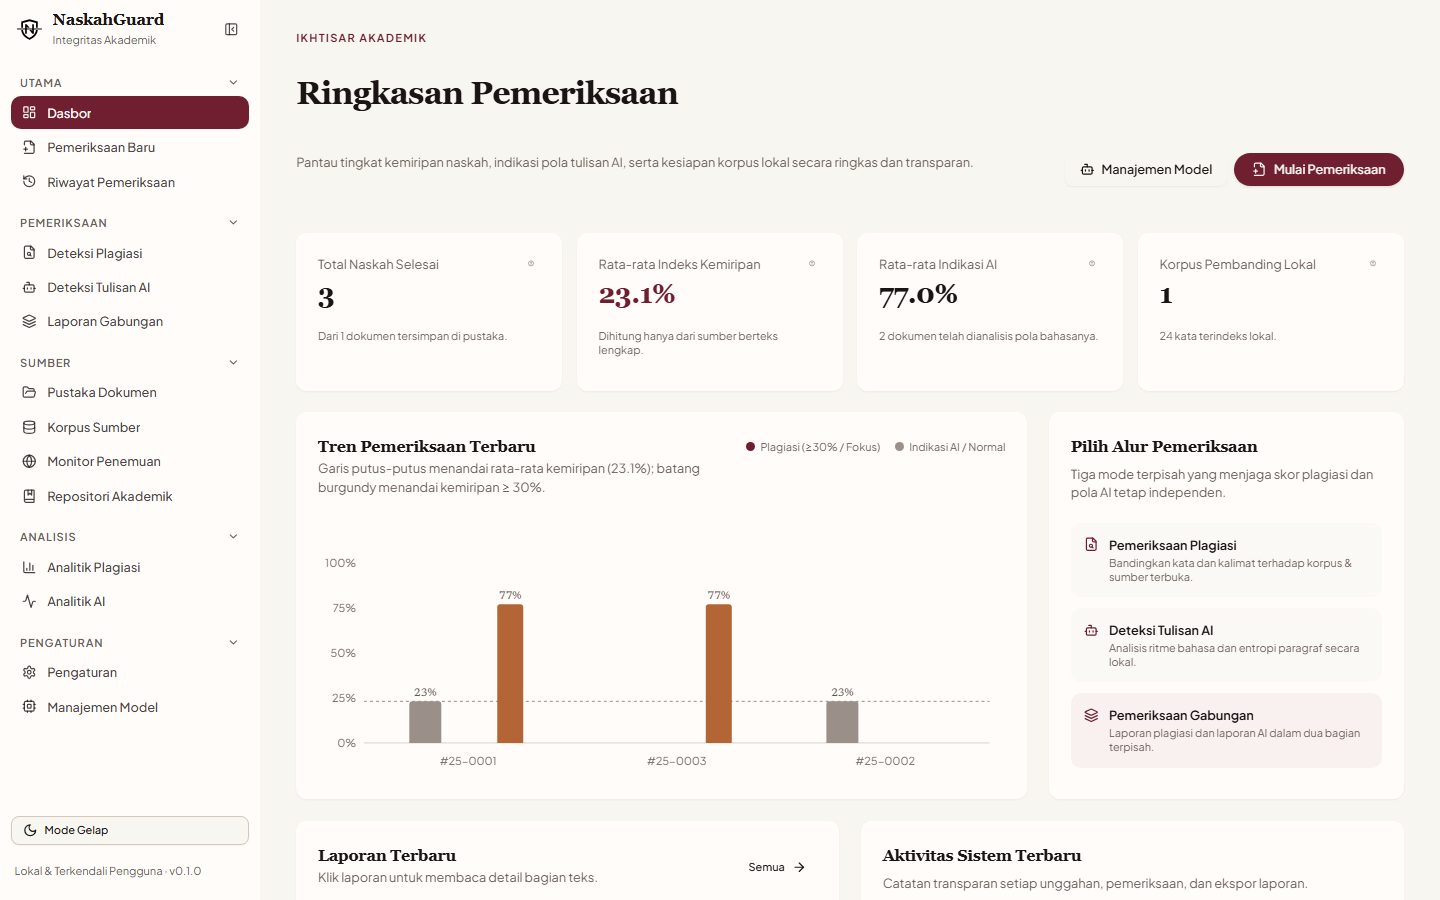 NaskahGuard
Integritas Akademik
UTAMA
Dasbor
Pemeriksaan Baru
Riwayat Pemeriksaan
PEMERIKSAAN
Deteksi Plagiasi
Deteksi Tulisan AI
Laporan Gabungan
SUMBER
Pustaka Dokumen
Korpus Sumber
Monitor Penemuan
Repositori Akademik
ANALISIS
Analitik Plagiasi
Analitik AI
PENGATURAN
Pengaturan
Manajemen Model
Mode Gelap
Lokal & Terkendali Pengguna · v0.1.0
IKHTISAR AKADEMIK
Ringkasan Pemeriksaan
Pantau tingkat kemiripan naskah, indikasi pola tulisan AI, serta kesiapan korpus lokal secara ringkas dan transparan.
Manajemen Model
Mulai Pemeriksaan
Total Naskah Selesai
3
Dari 1 dokumen tersimpan di pustaka.
Rata-rata Indeks Kemiripan
23.1%
Dihitung hanya dari sumber berteks
lengkap.
Rata-rata Indikasi AI
77.0%
2 dokumen telah dianalisis pola bahasanya.
Korpus Pembanding Lokal
1
24 kata terindeks lokal.
Tren Pemeriksaan Terbaru
Garis putus-putus menandai rata-rata kemiripan (23.1%); batang
burgundy menandai kemiripan ≥ 30%.
Plagiasi (≥30% / Fokus)
Indikasi AI / Normal
100%
75%
50%
25%
0%
23%
77%
77%
23%
#25-0001
#25-0003
#25-0002
Pilih Alur Pemeriksaan
Tiga mode terpisah yang menjaga skor plagiasi dan
pola AI tetap independen.
Pemeriksaan Plagiasi
Bandingkan kata dan kalimat terhadap korpus &
sumber terbuka.
Deteksi Tulisan AI
Analisis ritme bahasa dan entropi paragraf secara
lokal.
Pemeriksaan Gabungan
Laporan plagiasi dan laporan AI dalam dua bagian
terpisah.
Laporan Terbaru
Klik laporan untuk membaca detail bagian teks.
Semua
Aktivitas Sistem Terbaru
Catatan transparan setiap unggahan, pemeriksaan, dan ekspor laporan.